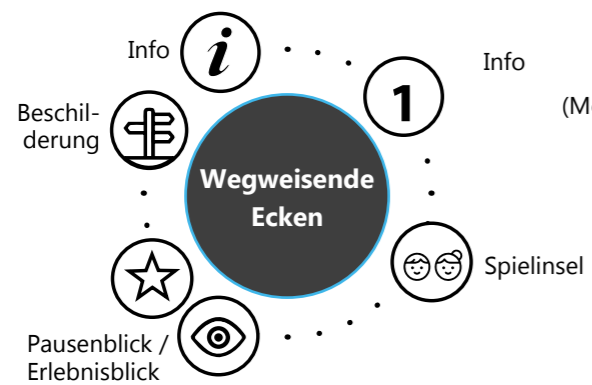 Info
i
1
Info
Beschil-
derung
Wegweisende
Ecken
Spielinsel
Pausenblick /
Erlebnisblick